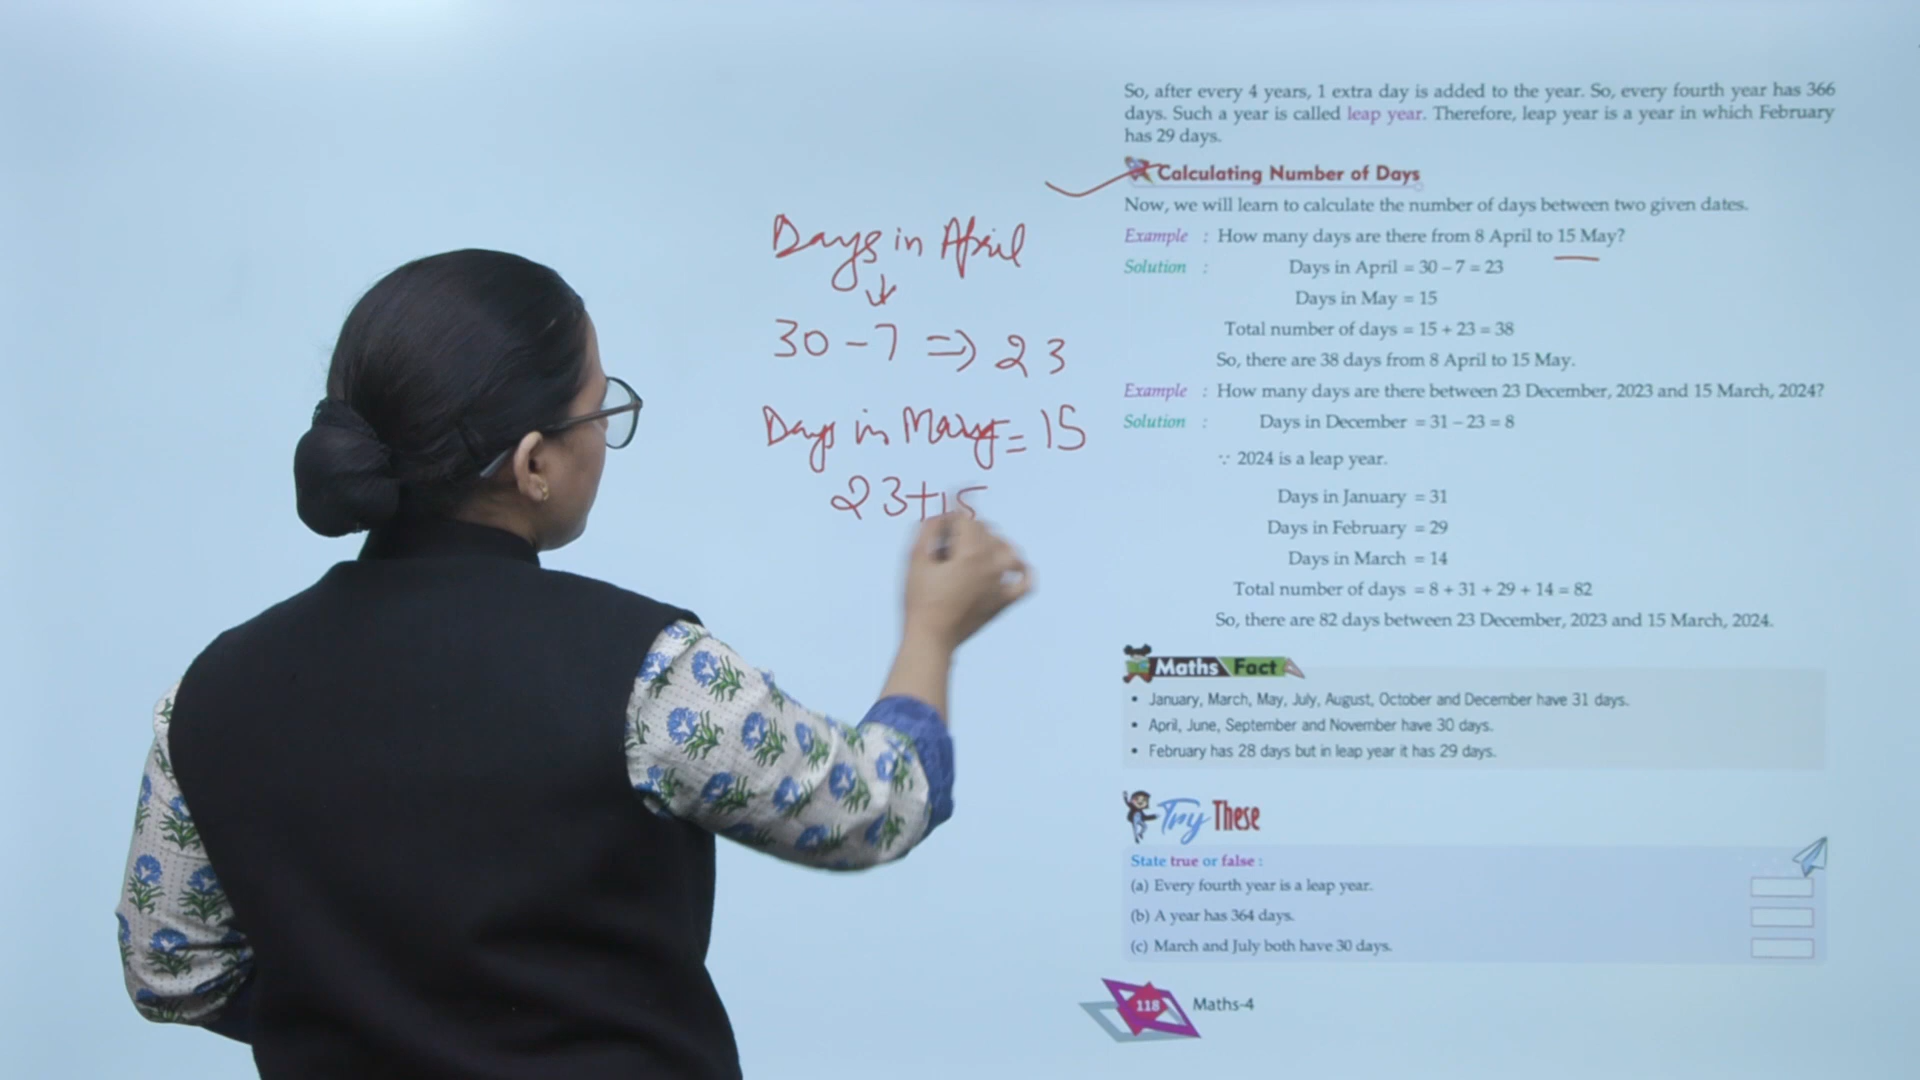 So, after every 4 years, 1 extra day is added to the year. So, every fourth year has 366
days. Such a year is called leap year. Therefore, leap year is a year in which February
has 29 days.
Calculating Number of Days
Now, we will learn to calculate the number of days between two given dates.
Example : How many days are there from 8 April to 15 May?
Solution : Days in April = 30 – 7 = 23
Days in May = 15
Total number of days = 15 + 23 = 38
So, there are 38 days from 8 April to 15 May.
Example : How many days are there between 23 December, 2023 and 15 March, 2024?
Solution : Days in December = 31 – 23 = 8
∵ 2024 is a leap year.
Days in January = 31
Days in February = 29
Days in March = 14
Total number of days = 8 + 31 + 29 + 14 = 82
So, there are 82 days between 23 December, 2023 and 15 March, 2024.
Maths Fact
• January, March, May, July, August, October and December have 31 days.
• April, June, September and November have 30 days.
• February has 28 days but in leap year it has 29 days.
Try These
State true or false :
(a) Every fourth year is a leap year.
(b) A year has 364 days.
(c) March and July both have 30 days.
118 Maths-4
Days in April
↓
30 – 7 ⇒ 23
Days in May = 15
23 + 15